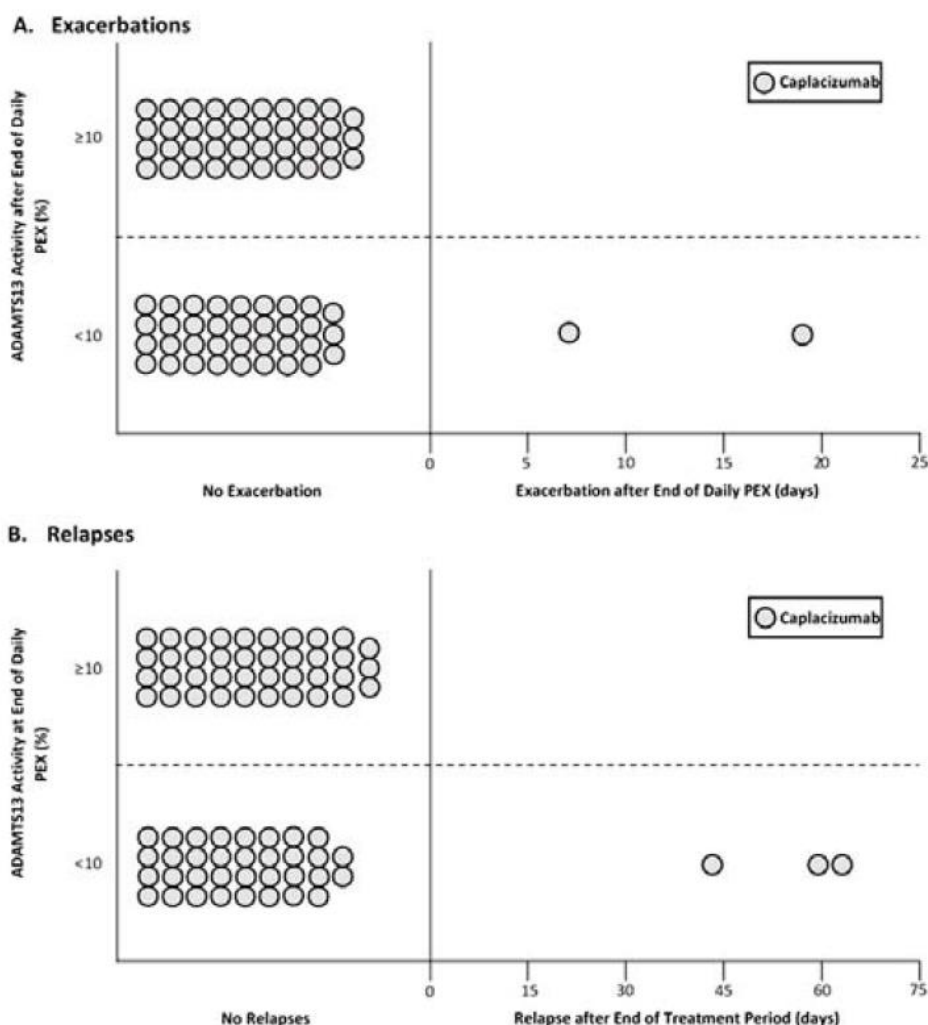 A. Exacerbations
Caplacizumab
ADAMTS13 Activity after End of Daily
PEX (%)
≥10
<10
0 5 10 15 20 25
No Exacerbation
Exacerbation after End of Daily PEX (days)
B. Relapses
Caplacizumab
ADAMTS13 Activity at End of Daily
PEX (%)
≥10
<10
0 15 30 45 60 75
No Relapses
Relapse after End of Treatment Period (days)